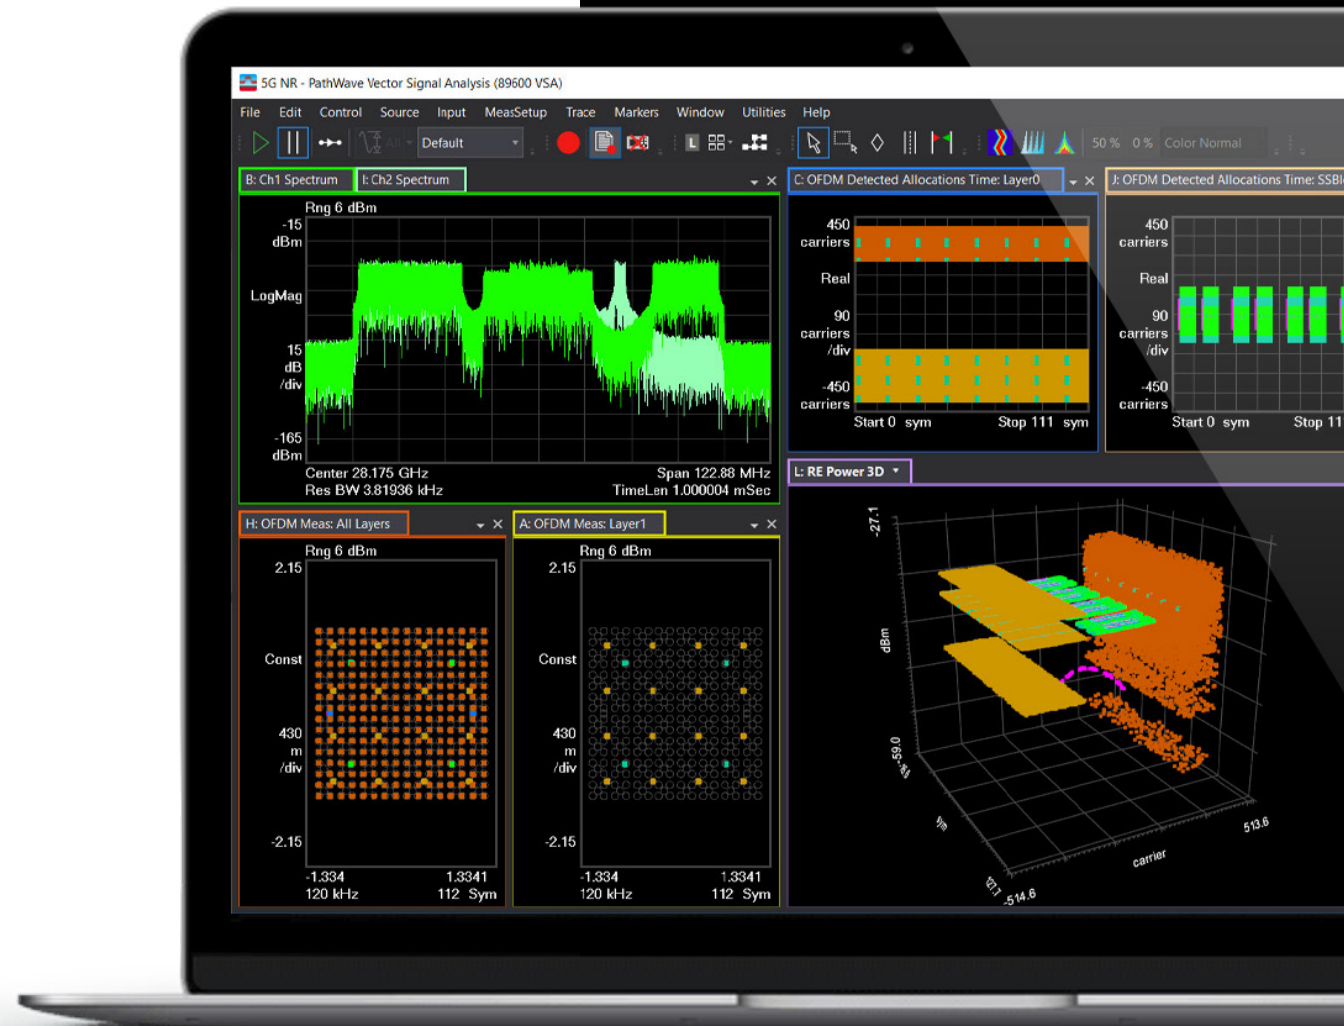 5G NR - PathWave Vector Signal Analysis (89600 VSA)
File Edit Control Source Input MeasSetup Trace Markers Window Utilities Help
All Default L 50 % 0 % Color Normal
B: Ch1 Spectrum I: Ch2 Spectrum
Rng 6 dBm
-15
dBm
LogMag
15
dB
/div
-165
dBm
Center 28.175 GHz Span 122.88 MHz
Res BW 3.81936 kHz TimeLen 1.000004 mSec
C: OFDM Detected Allocations Time: Layer0
450
carriers
Real
90
carriers
/div
-450
carriers
Start 0 sym Stop 111 sym
J: OFDM Detected Allocations Time: SSBl
450
carriers
Real
90
carriers
/div
-450
carriers
Start 0 sym Stop 11
H: OFDM Meas: All Layers
Rng 6 dBm
2.15
Const
430
m
/div
-2.15
-1.334 1.3341
120 kHz 112 Sym
A: OFDM Meas: Layer1
Rng 6 dBm
2.15
Const
430
m
/div
-2.15
-1.334 1.3341
120 kHz 112 Sym
L: RE Power 3D
-27.1
dBm
-59.0
sym
127.7
-514.6
carrier
513.6